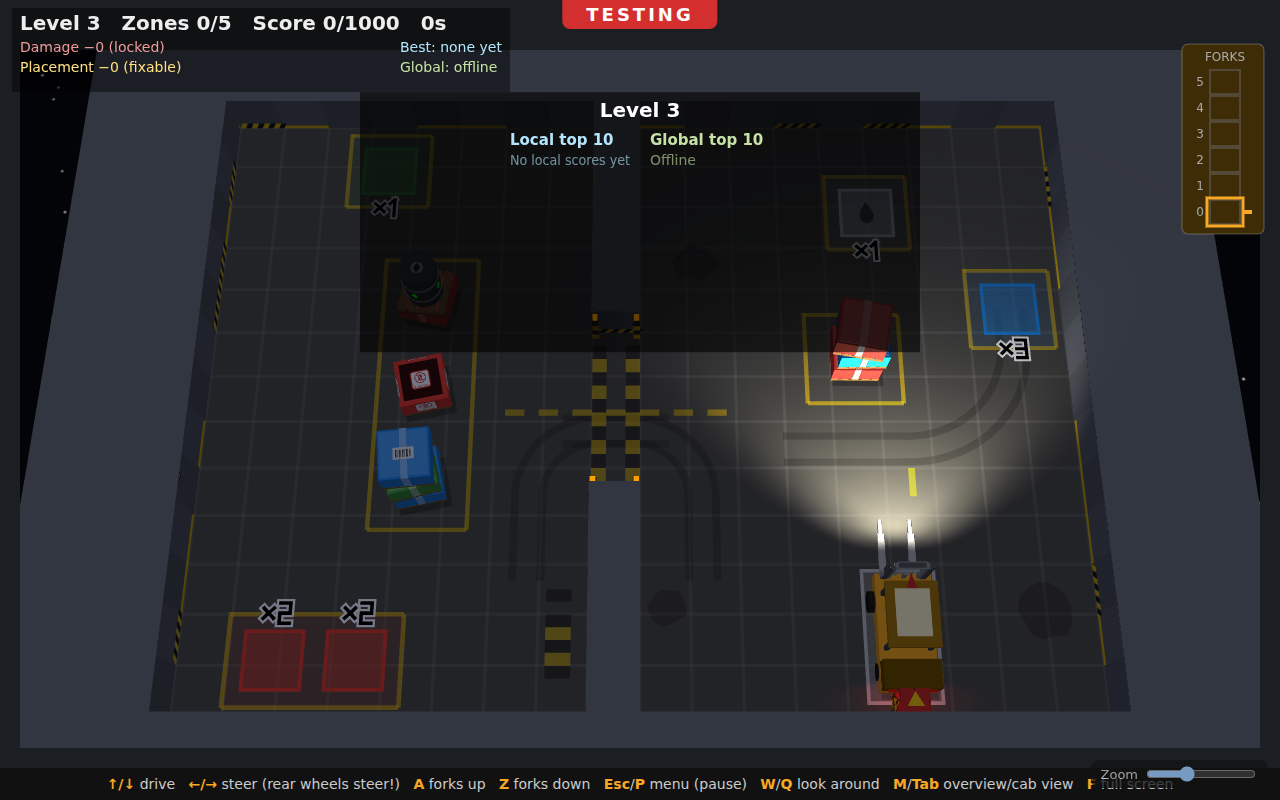 TESTING
Level 3 Zones 0/5 Score 0/1000 0s
Damage −0 (locked) Best: none yet
Placement −0 (fixable) Global: offline
FORKS
5
4
3
2
1
0
Level 3
Local top 10 Global top 10
No local scores yet Offline
×1
×1
×3
×2 ×2
↑/↓ drive ←/→ steer (rear wheels steer!) A forks up Z forks down Esc/P menu (pause) W/Q look around M/Tab overview/cab view F full screen
Zoom